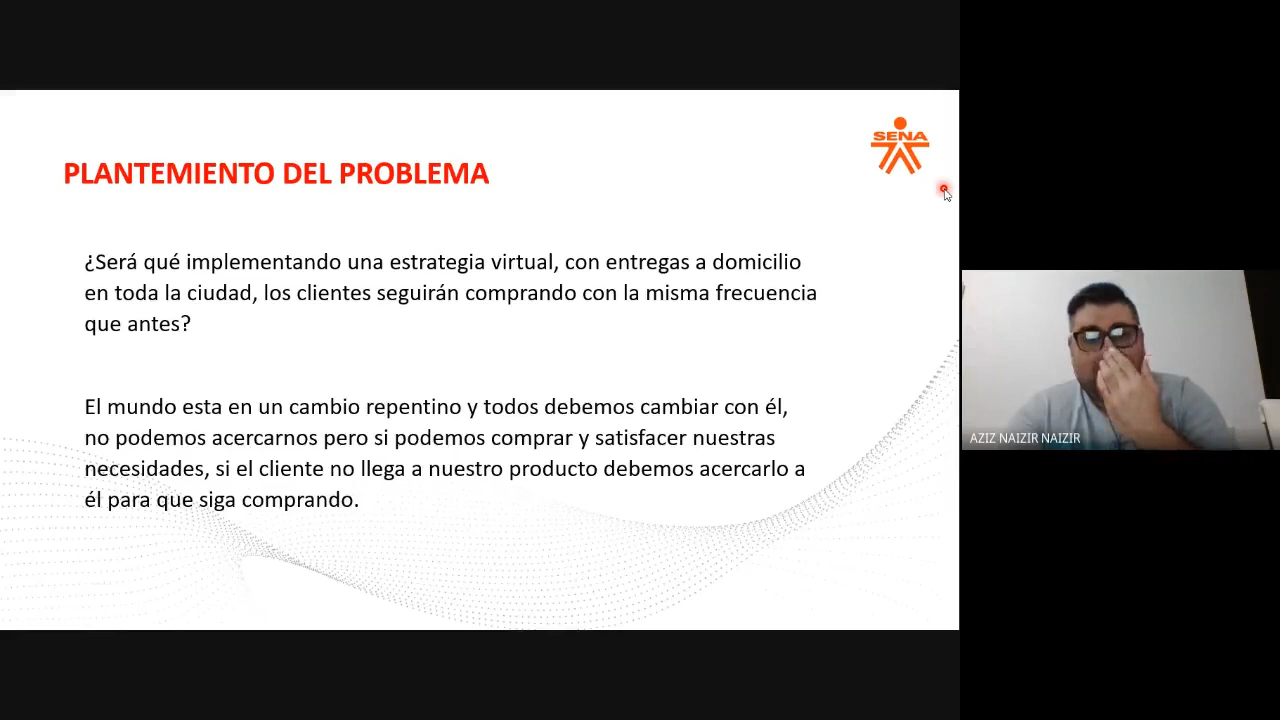 SENA
PLANTEMIENTO DEL PROBLEMA
¿Será qué implementando una estrategia virtual, con entregas a domicilio
en toda la ciudad, los clientes seguirán comprando con la misma frecuencia
que antes?
El mundo esta en un cambio repentino y todos debemos cambiar con él,
no podemos acercarnos pero si podemos comprar y satisfacer nuestras
necesidades, si el cliente no llega a nuestro producto debemos acercarlo a
él para que siga comprando.
AZIZ NAIZIR NAIZIR